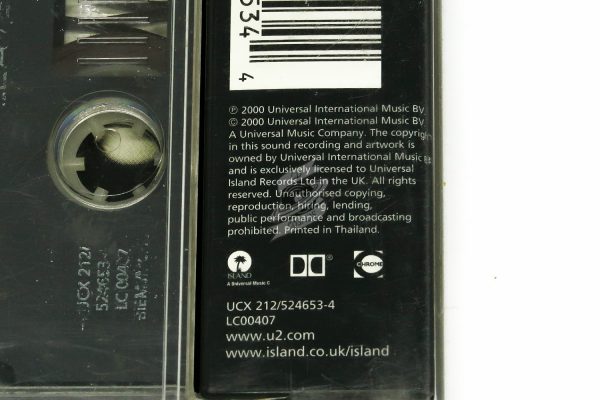 534
4
℗ 2000 Universal International Music BV
© 2000 Universal International Music BV
A Universal Music Company. The copyright
in this sound recording and artwork is
owned by Universal International Music
and is exclusively licensed to Universal
Island Records Ltd in the UK. All rights
reserved. Unauthorised copying,
reproduction, hiring, lending,
public performance and broadcasting
prohibited. Printed in Thailand.
ISLAND
A Universal Music C
CHROME
UCX 212/524653-4
LC00407
www.u2.com
www.island.co.uk/island
UCX 212/
524653-4
LC 00407